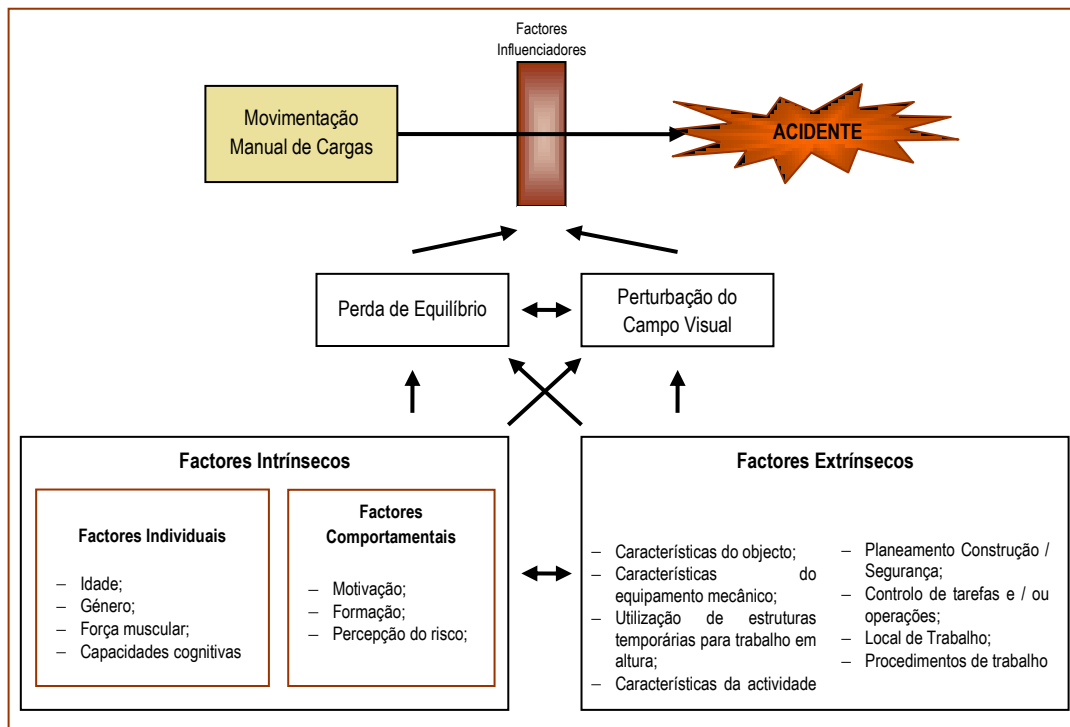 Factores
Influenciadores
Movimentação
Manual de Cargas
ACIDENTE
Perda de Equilíbrio
Perturbação do
Campo Visual
Factores Intrínsecos
Factores Individuais
– Idade;
– Género;
– Força muscular;
– Capacidades cognitivas
Factores
Comportamentais
– Motivação;
– Formação;
– Percepção do risco;
Factores Extrínsecos
– Características do objecto;
– Características do
equipamento mecânico;
– Utilização de estruturas
temporárias para trabalho em
altura;
– Características da actividade
– Planeamento Construção /
Segurança;
– Controlo de tarefas e / ou
operações;
– Local de Trabalho;
– Procedimentos de trabalho